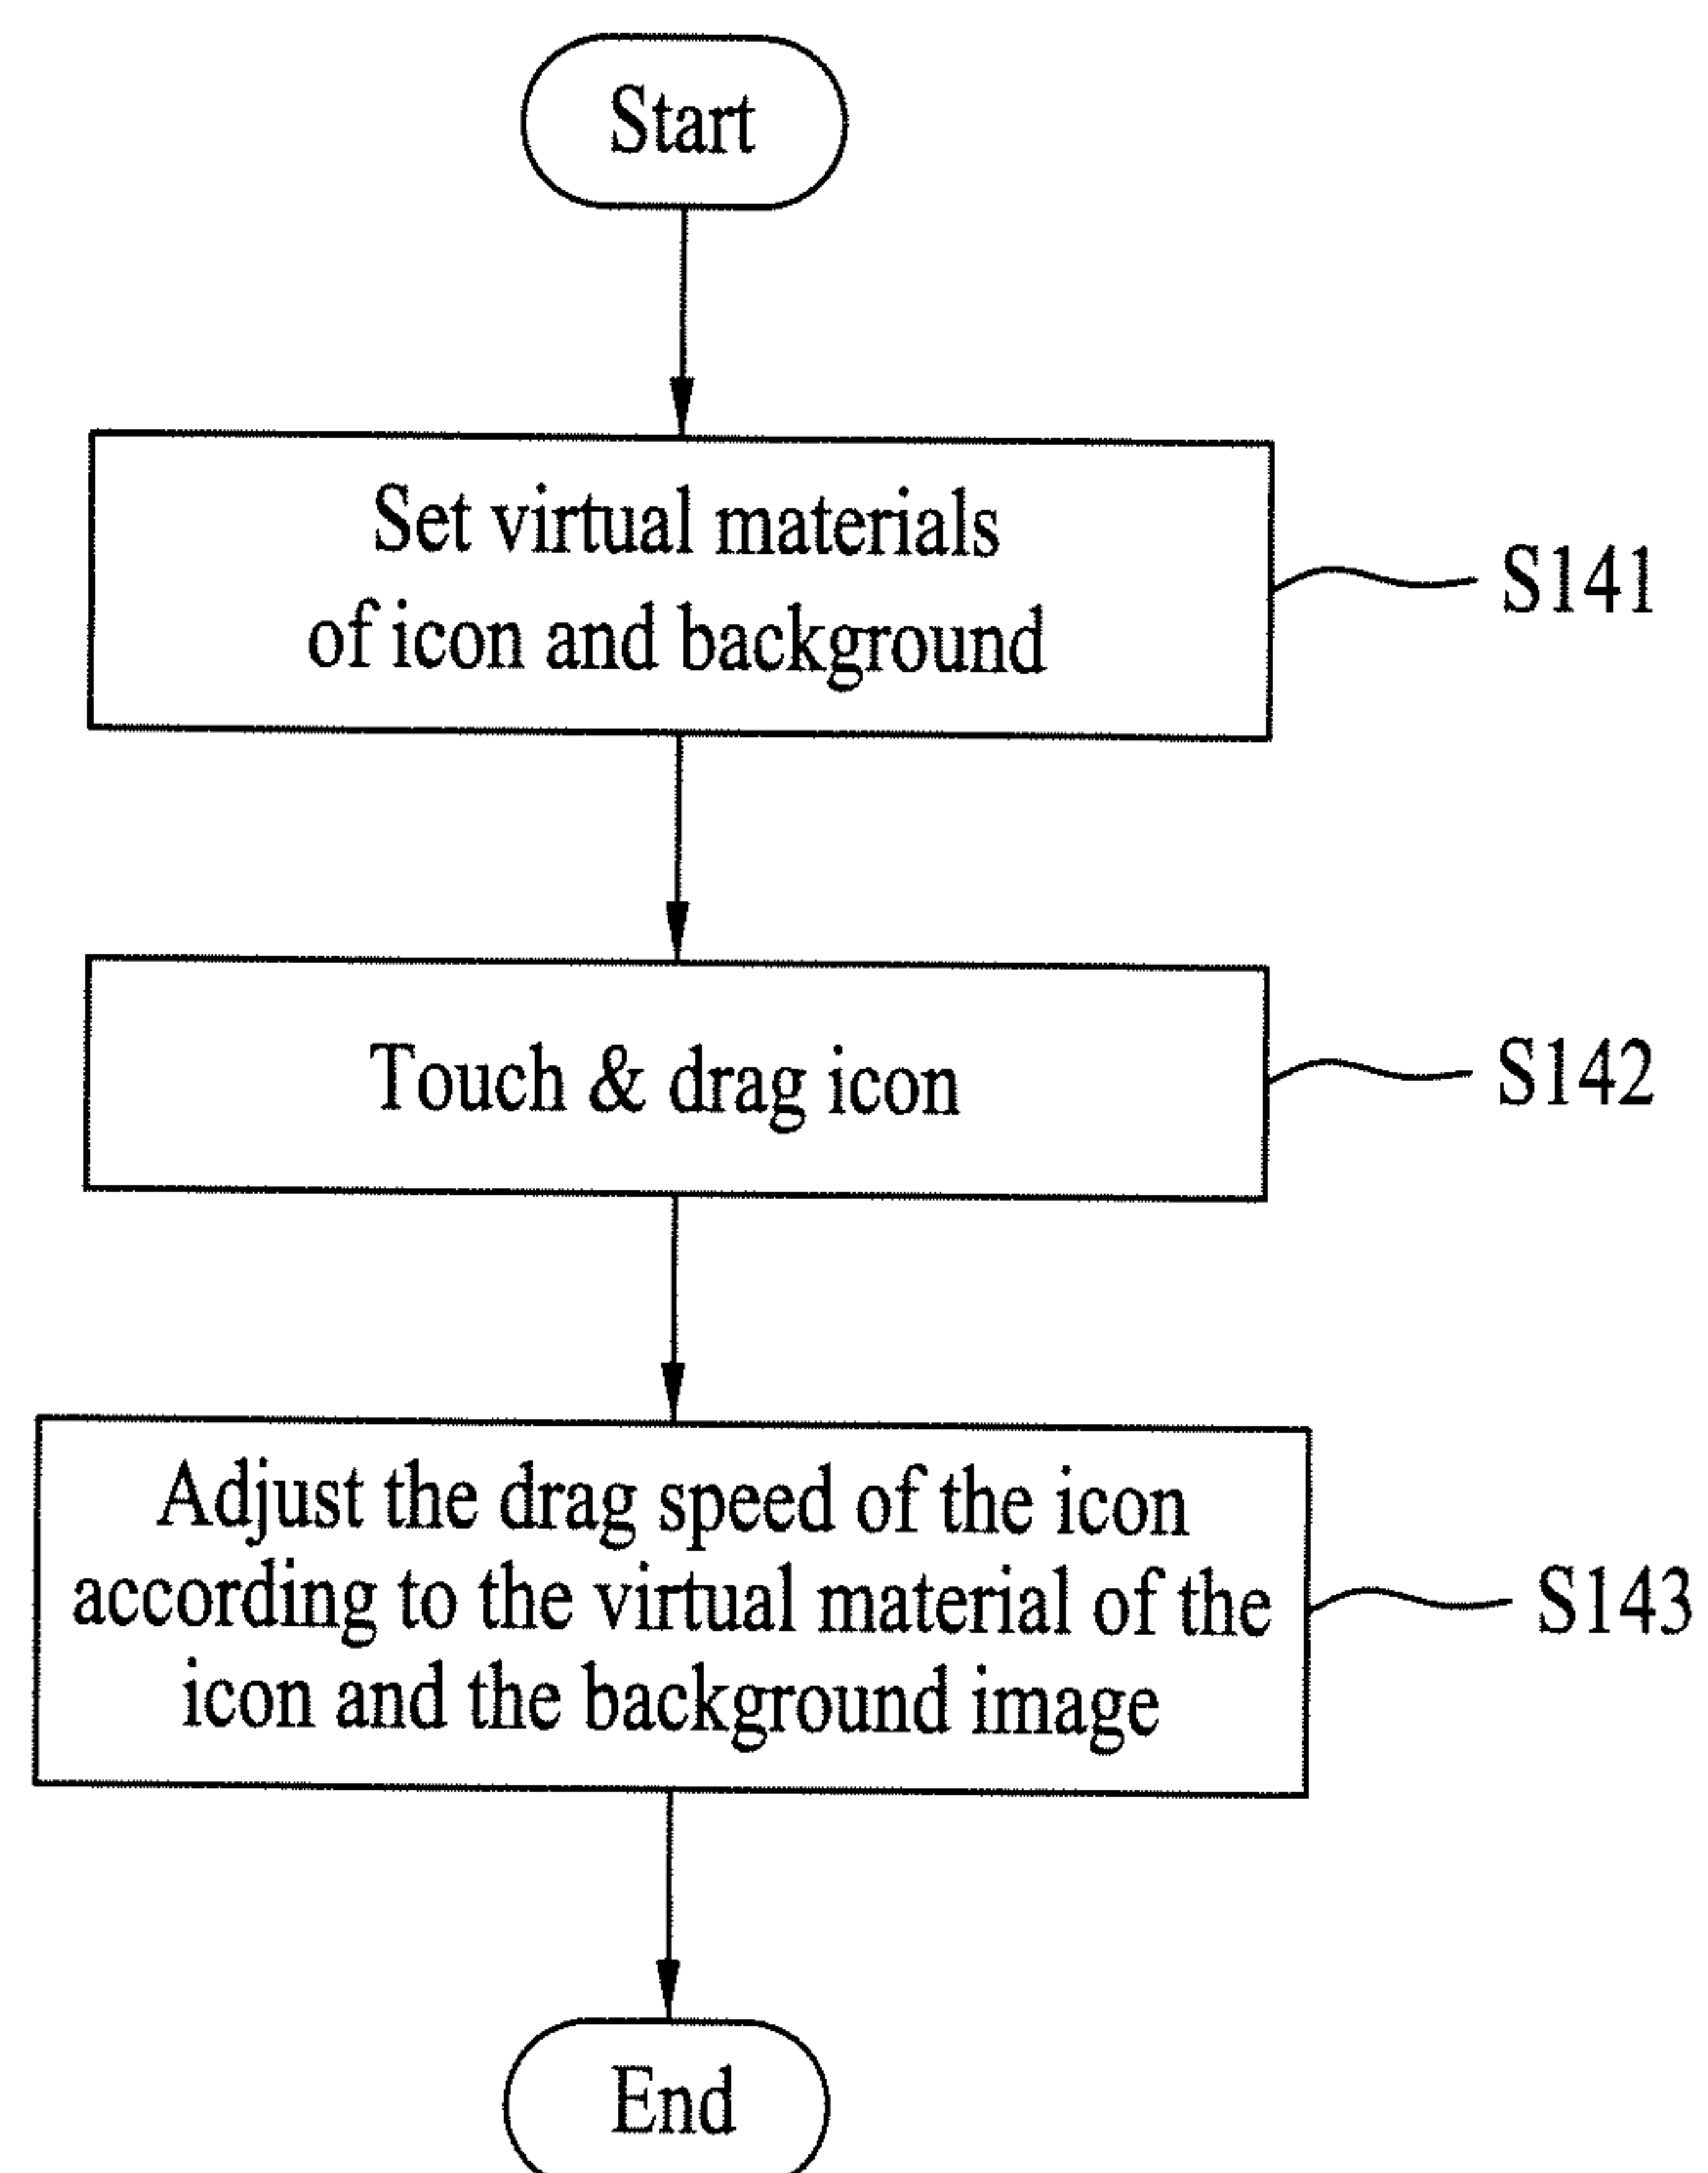 Start
Set virtual materials
of icon and background
S141
Touch & drag icon
S142
Adjust the drag speed of the icon
according to the virtual material of the
icon and the background image
S143
End